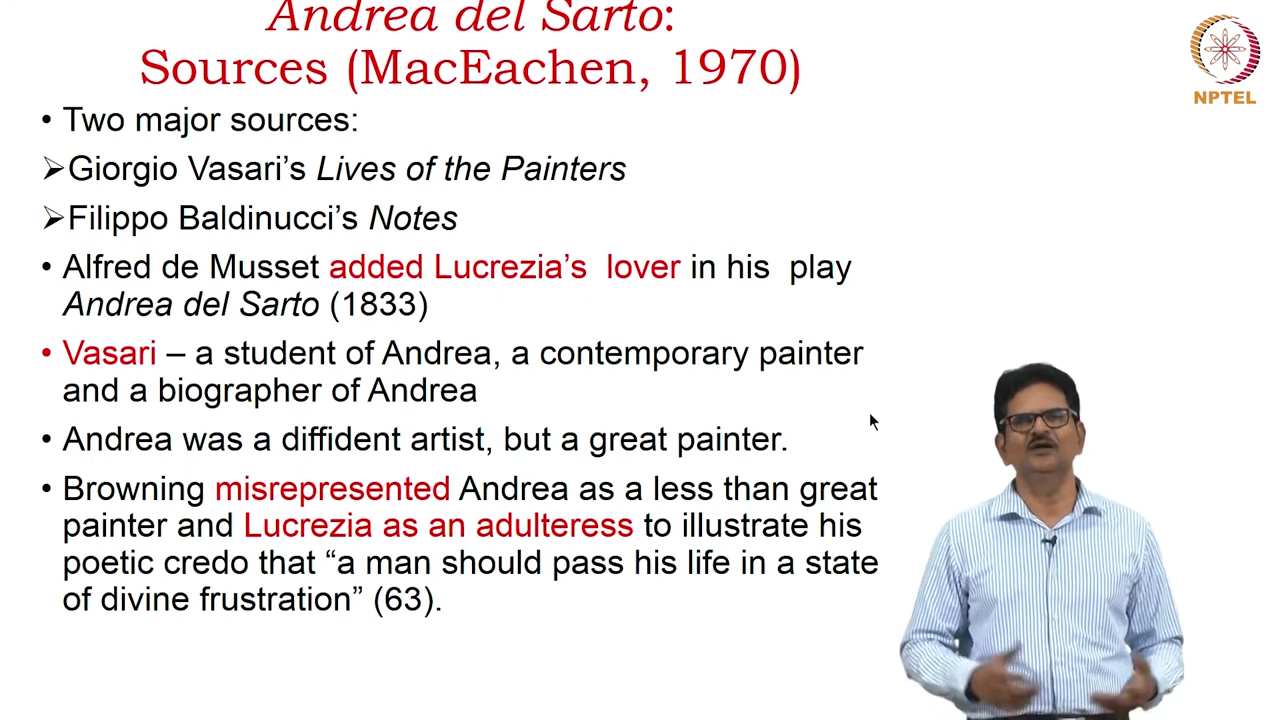 Andrea del Sarto:
Sources (MacEachen, 1970)
NPTEL
• Two major sources:
➢Giorgio Vasari’s Lives of the Painters
➢Filippo Baldinucci’s Notes
• Alfred de Musset added Lucrezia’s lover in his play
Andrea del Sarto (1833)
• Vasari – a student of Andrea, a contemporary painter
and a biographer of Andrea
• Andrea was a diffident artist, but a great painter.
• Browning misrepresented Andrea as a less than great
painter and Lucrezia as an adulteress to illustrate his
poetic credo that “a man should pass his life in a state
of divine frustration” (63).